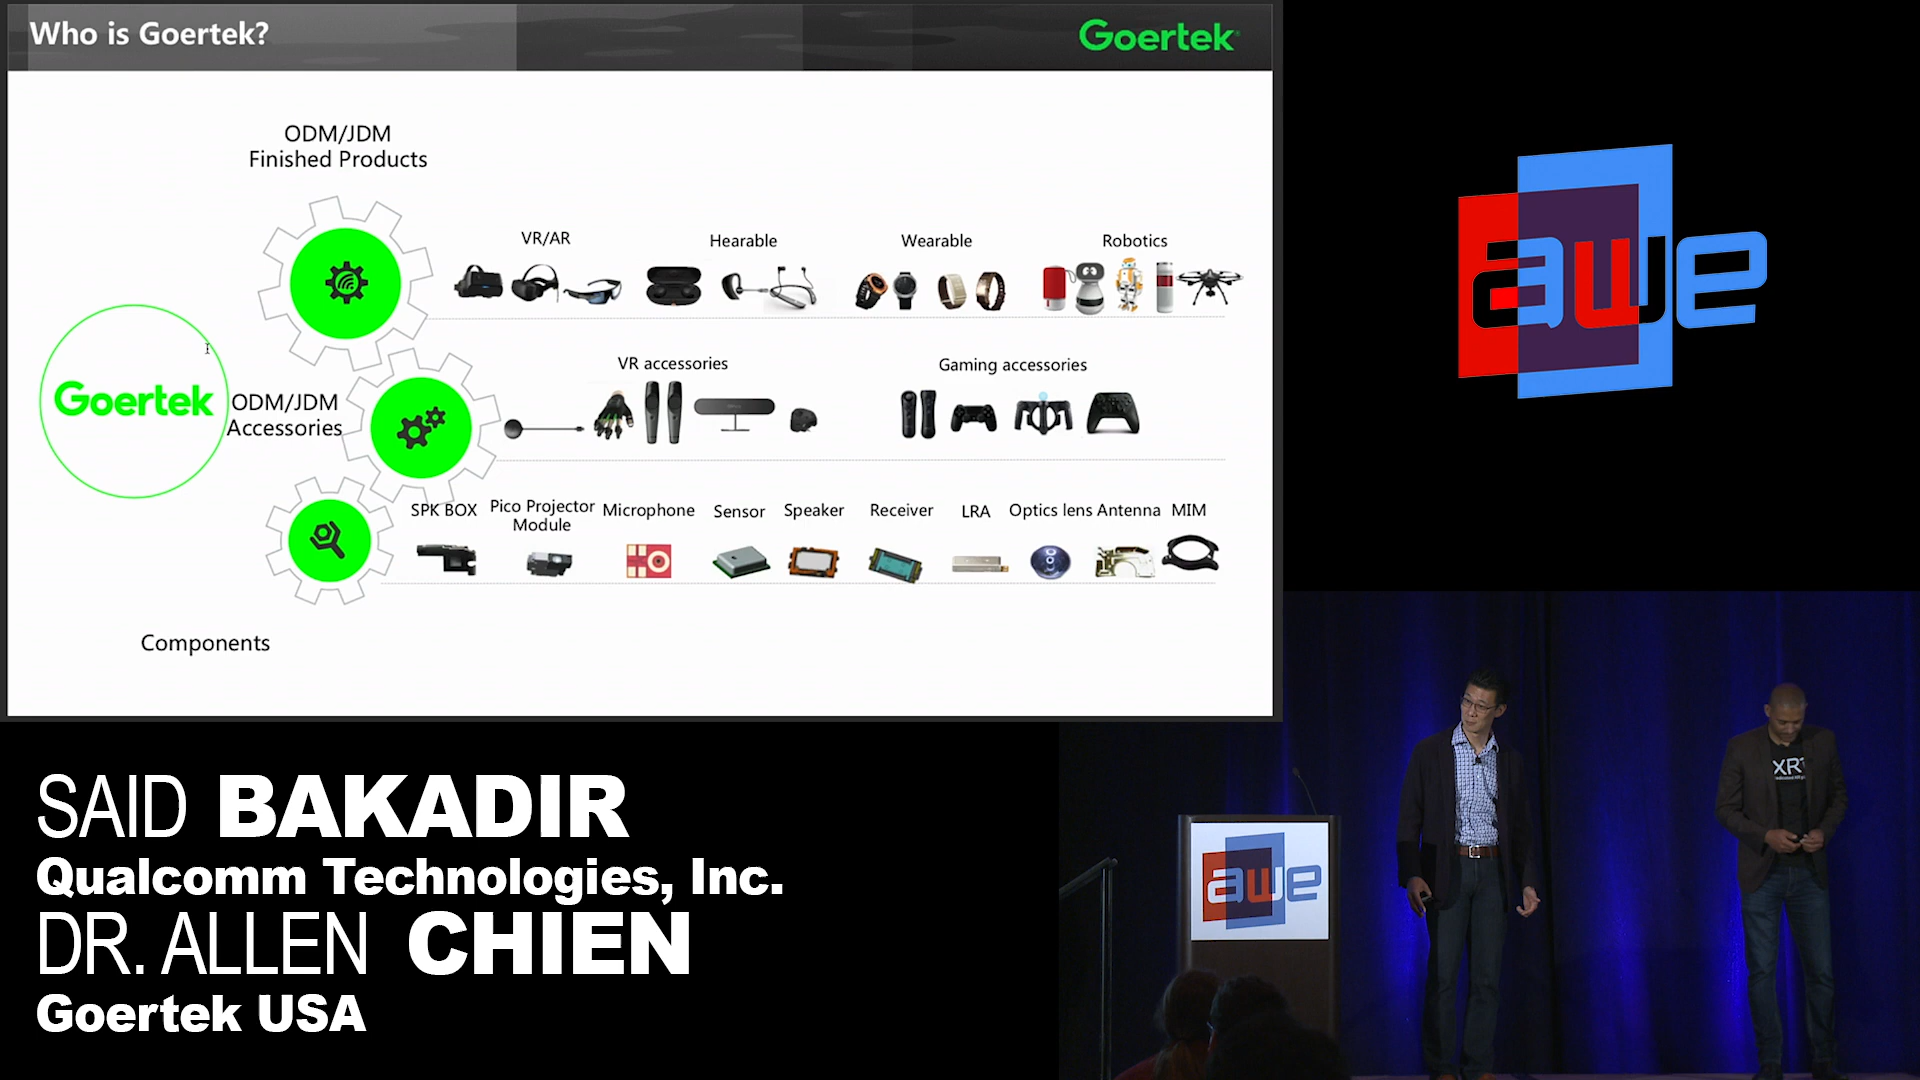 Who is Goertek?
Goertek
ODM/JDM
Finished Products
VR/AR
Hearable
Wearable
Robotics
Goertek
ODM/JDM
Accessories
VR accessories
Gaming accessories
SPK BOX
Pico Projector
Module
Microphone
Sensor
Speaker
Receiver
LRA
Optics lens
Antenna
MIM
Components
awe
SAID BAKADIR
Qualcomm Technologies, Inc.
DR. ALLEN CHIEN
Goertek USA
awe
XR1